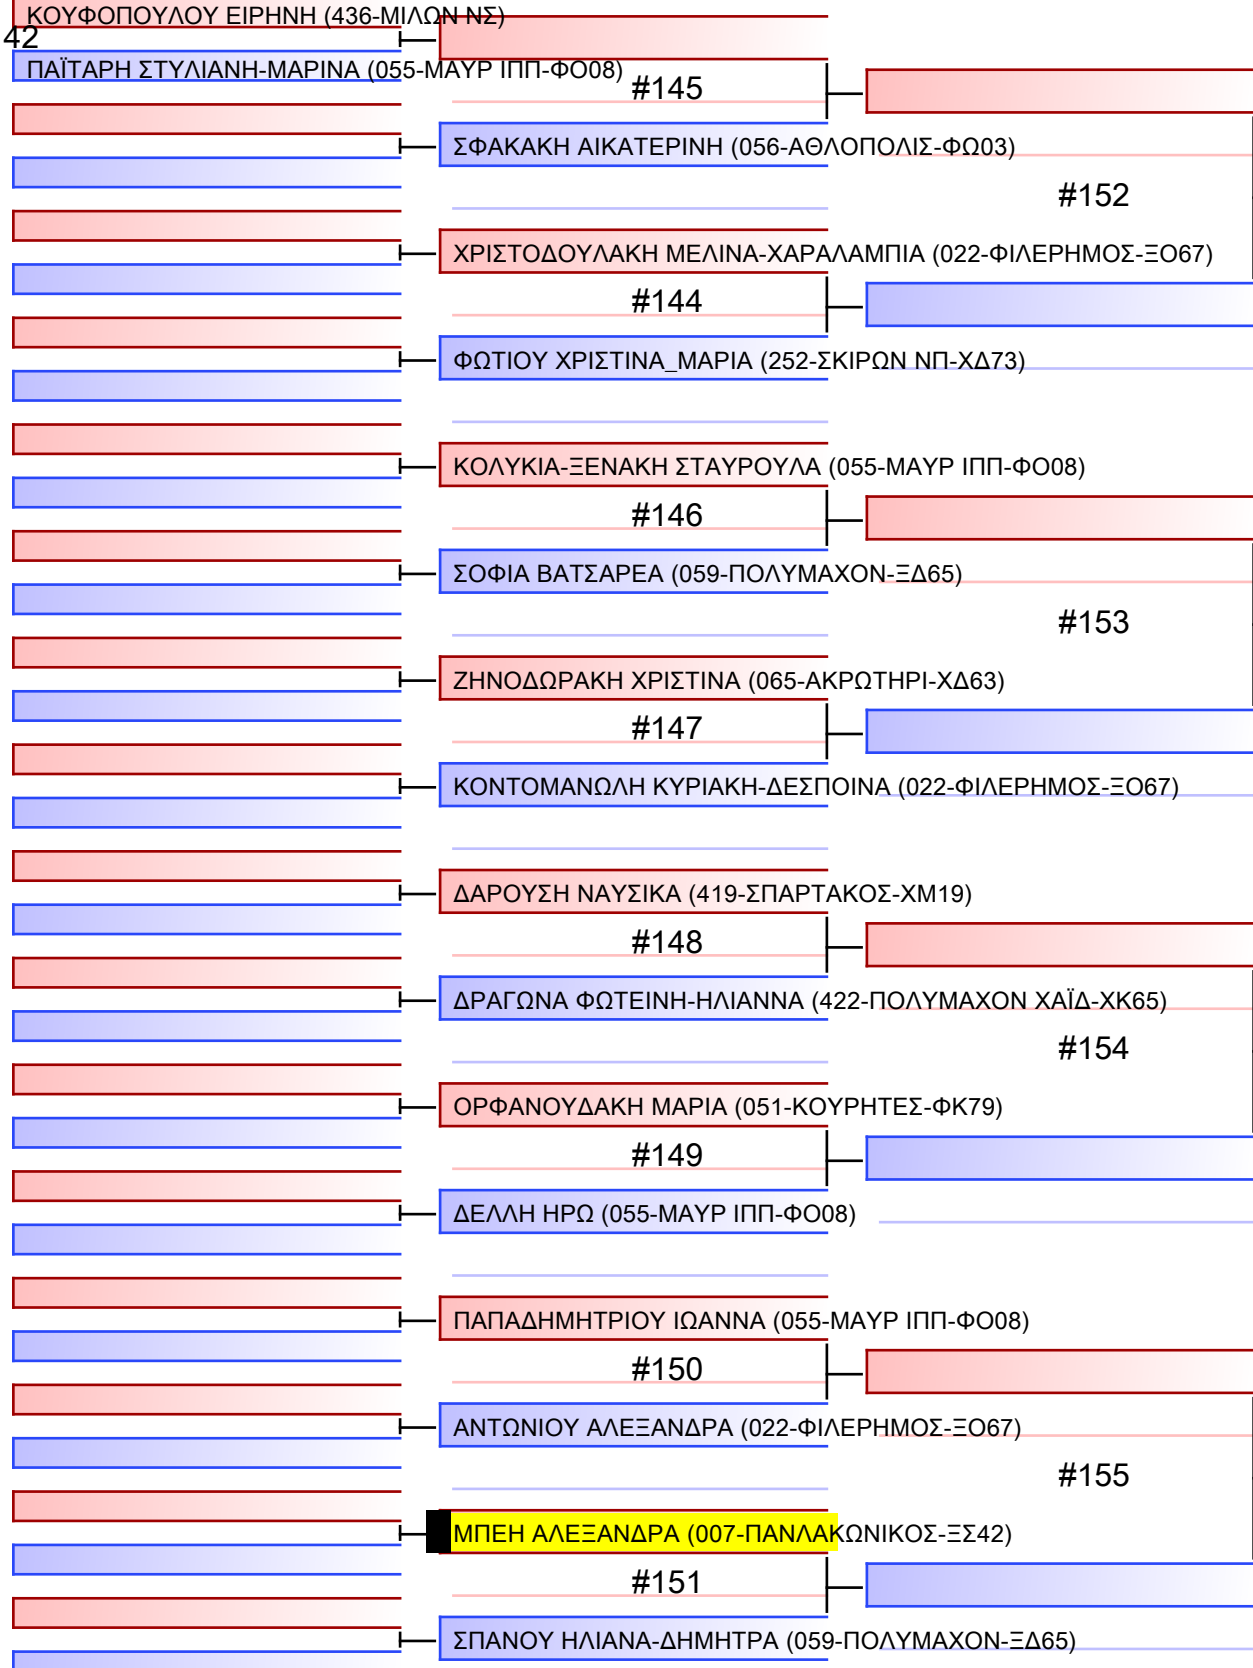 ΚΟΥΦΟΠΟΥΛΟΥ ΕΙΡΗΝΗ (436-ΜΙΛΩΝ ΝΣ)
42
ΠΑΪΤΑΡΗ ΣΤΥΛΙΑΝΗ-ΜΑΡΙΝΑ (055-ΜΑΥΡ ΙΠΠ-ΦΟ08)
#145
ΣΦΑΚΑΚΗ ΑΙΚΑΤΕΡΙΝΗ (056-ΑΘΛΟΠΟΛΙΣ-ΦΩ03)
#152
ΧΡΙΣΤΟΔΟΥΛΑΚΗ ΜΕΛΙΝΑ-ΧΑΡΑΛΑΜΠΙΑ (022-ΦΙΛΕΡΗΜΟΣ-ΞΟ67)
#144
ΦΩΤΙΟΥ ΧΡΙΣΤΙΝΑ_ΜΑΡΙΑ (252-ΣΚΙΡΩΝ ΝΠ-ΧΔ73)
ΚΟΛΥΚΙΑ-ΞΕΝΑΚΗ ΣΤΑΥΡΟΥΛΑ (055-ΜΑΥΡ ΙΠΠ-ΦΟ08)
#146
ΣΟΦΙΑ ΒΑΤΣΑΡΕΑ (059-ΠΟΛΥΜΑΧΟΝ-ΞΔ65)
#153
ΖΗΝΟΔΩΡΑΚΗ ΧΡΙΣΤΙΝΑ (065-ΑΚΡΩΤΗΡΙ-ΧΔ63)
#147
ΚΟΝΤΟΜΑΝΩΛΗ ΚΥΡΙΑΚΗ-ΔΕΣΠΟΙΝΑ (022-ΦΙΛΕΡΗΜΟΣ-ΞΟ67)
ΔΑΡΟΥΣΗ ΝΑΥΣΙΚΑ (419-ΣΠΑΡΤΑΚΟΣ-ΧΜ19)
#148
ΔΡΑΓΩΝΑ ΦΩΤΕΙΝΗ-ΗΛΙΑΝΝΑ (422-ΠΟΛΥΜΑΧΟΝ ΧΑΪΔ-ΧΚ65)
#154
ΟΡΦΑΝΟΥΔΑΚΗ ΜΑΡΙΑ (051-ΚΟΥΡΗΤΕΣ-ΦΚ79)
#149
ΔΕΛΛΗ ΗΡΩ (055-ΜΑΥΡ ΙΠΠ-ΦΟ08)
ΠΑΠΑΔΗΜΗΤΡΙΟΥ ΙΩΑΝΝΑ (055-ΜΑΥΡ ΙΠΠ-ΦΟ08)
#150
ΑΝΤΩΝΙΟΥ ΑΛΕΞΑΝΔΡΑ (022-ΦΙΛΕΡΗΜΟΣ-ΞΟ67)
#155
ΜΠΕΗ ΑΛΕΞΑΝΔΡΑ (007-ΠΑΝΛΑΚΩΝΙΚΟΣ-ΞΣ42)
#151
ΣΠΑΝΟΥ ΗΛΙΑΝΑ-ΔΗΜΗΤΡΑ (059-ΠΟΛΥΜΑΧΟΝ-ΞΔ65)